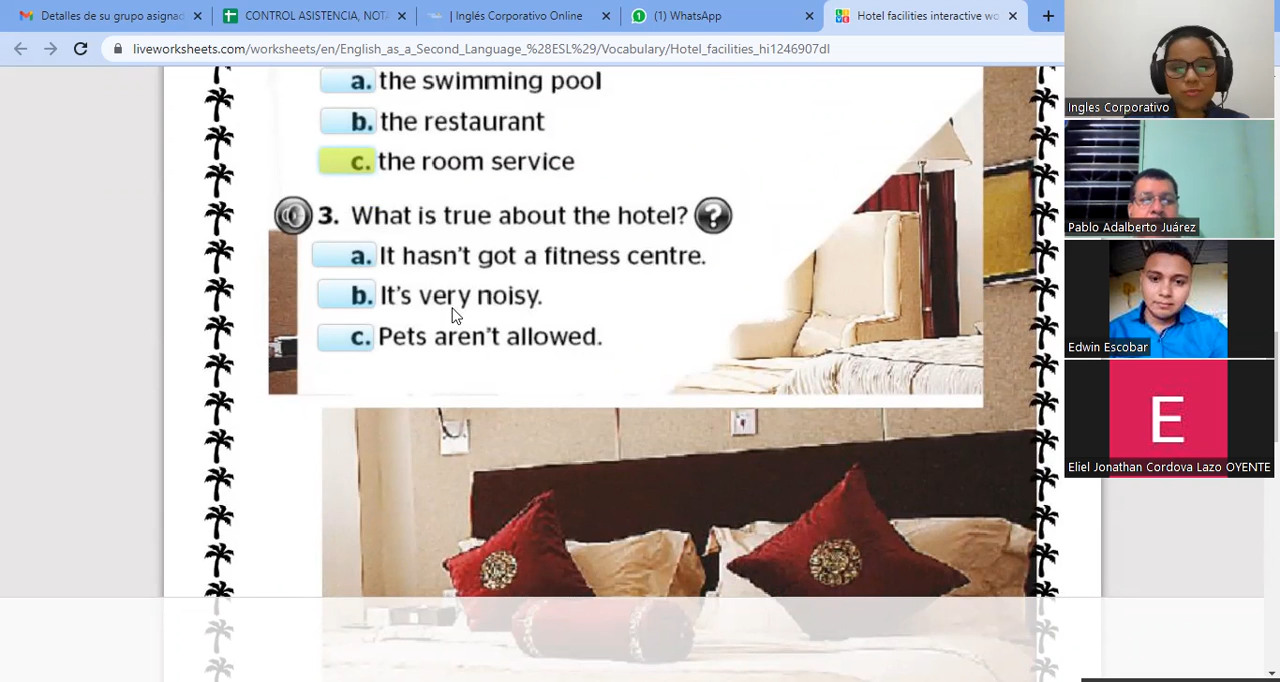 Detalles de su grupo asignad
CONTROL ASISTENCIA, NOTA
Inglés Corporativo Online
(1) WhatsApp
Hotel facilities interactive wo
liveworksheets.com/worksheets/en/English_as_a_Second_Language_%28ESL%29/Vocabulary/Hotel_facilities_hi1246907dl
a. the swimming pool
b. the restaurant
c. the room service
3. What is true about the hotel? ?
a. It hasn't got a fitness centre.
b. It's very noisy.
c. Pets aren't allowed.
Ingles Corporativo
Pablo Adalberto Juárez
Edwin Escobar
E
Eliel Jonathan Cordova Lazo OYENTE